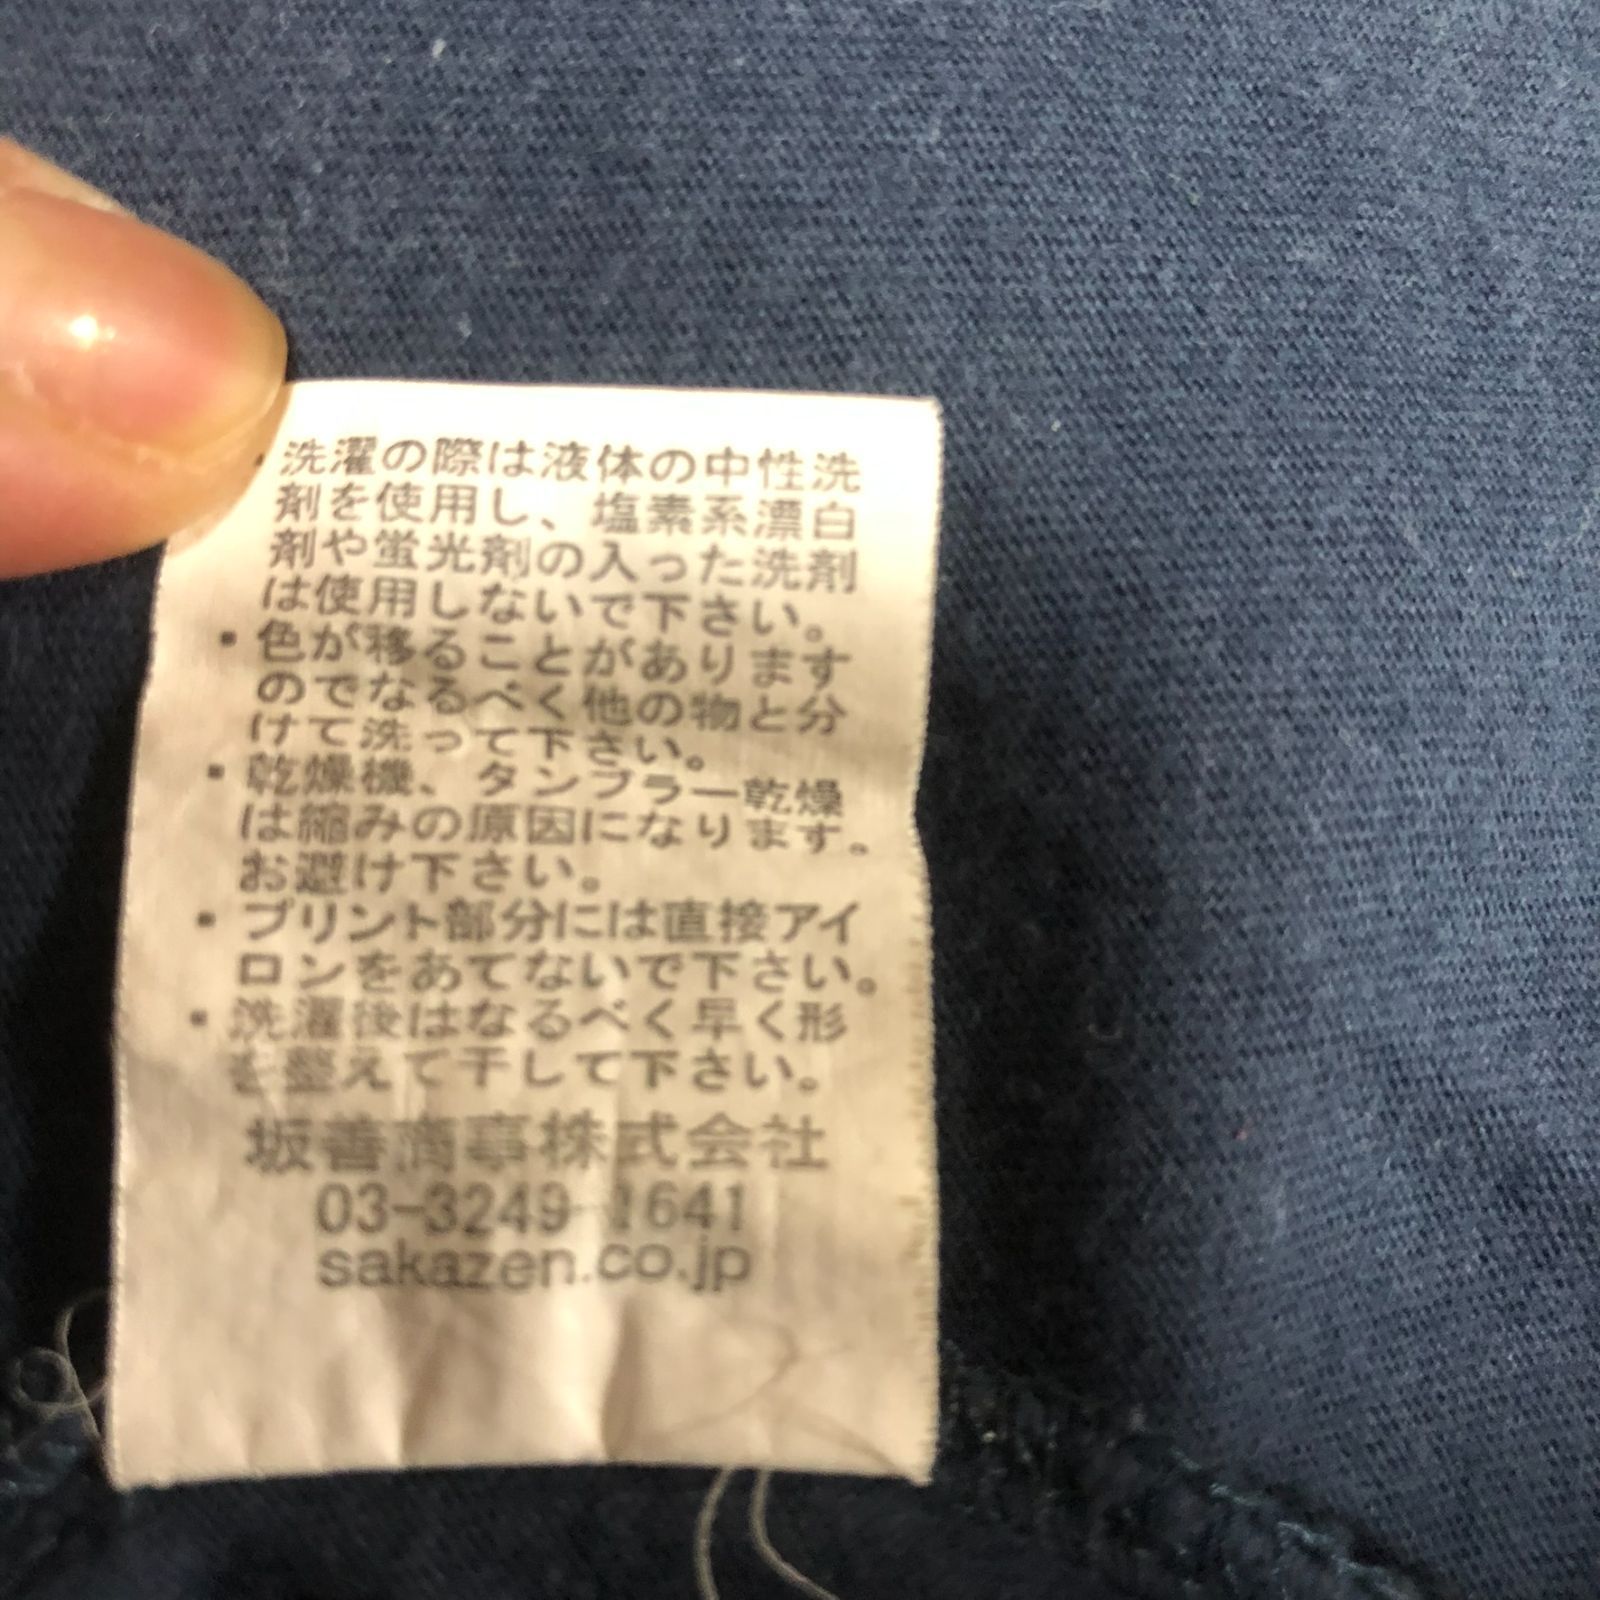 ・洗濯の際は液体の中性洗
剤を使用し、塩素系漂白
剤や蛍光剤の入った洗剤
は使用しないで下さい。
・色が移ることがあります
のでなるべく他の物と分
けて洗って下さい。
・乾燥機、タンブラー乾燥
は縮みの原因になります。
お避け下さい。
・プリント部分には直接アイ
ロンをあてないで下さい。
・洗濯後はなるべく早く形
を整えて干して下さい。
坂善商事株式会社
03-3249-1641
sakazen.co.jp